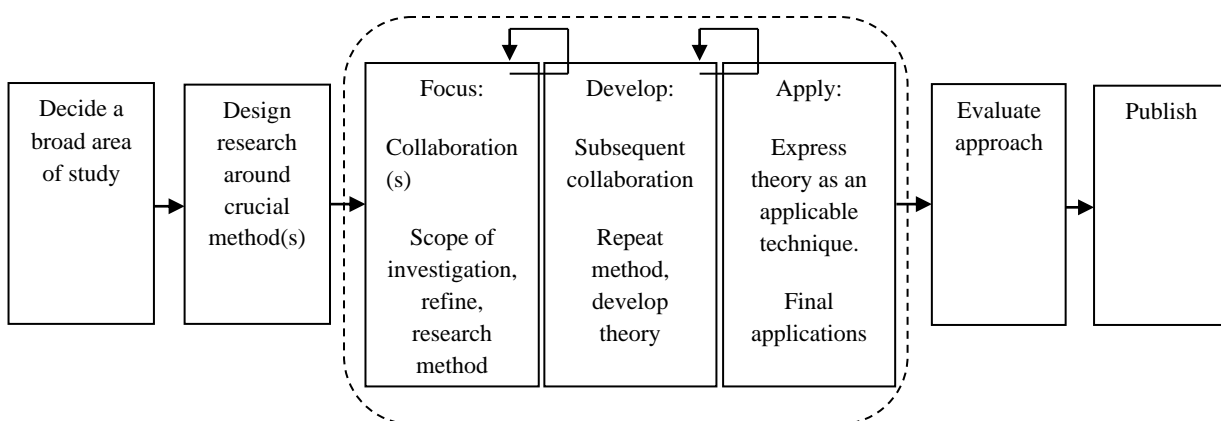 Decide a
broad area
of study
Design
research
around
crucial
method(s)
Focus:
Collaboration
(s)
Scope of
investigation,
refine,
research
method
Develop:
Subsequent
collaboration
Repeat
method,
develop
theory
Apply:
Express
theory as an
applicable
technique.
Final
applications
Evaluate
approach
Publish